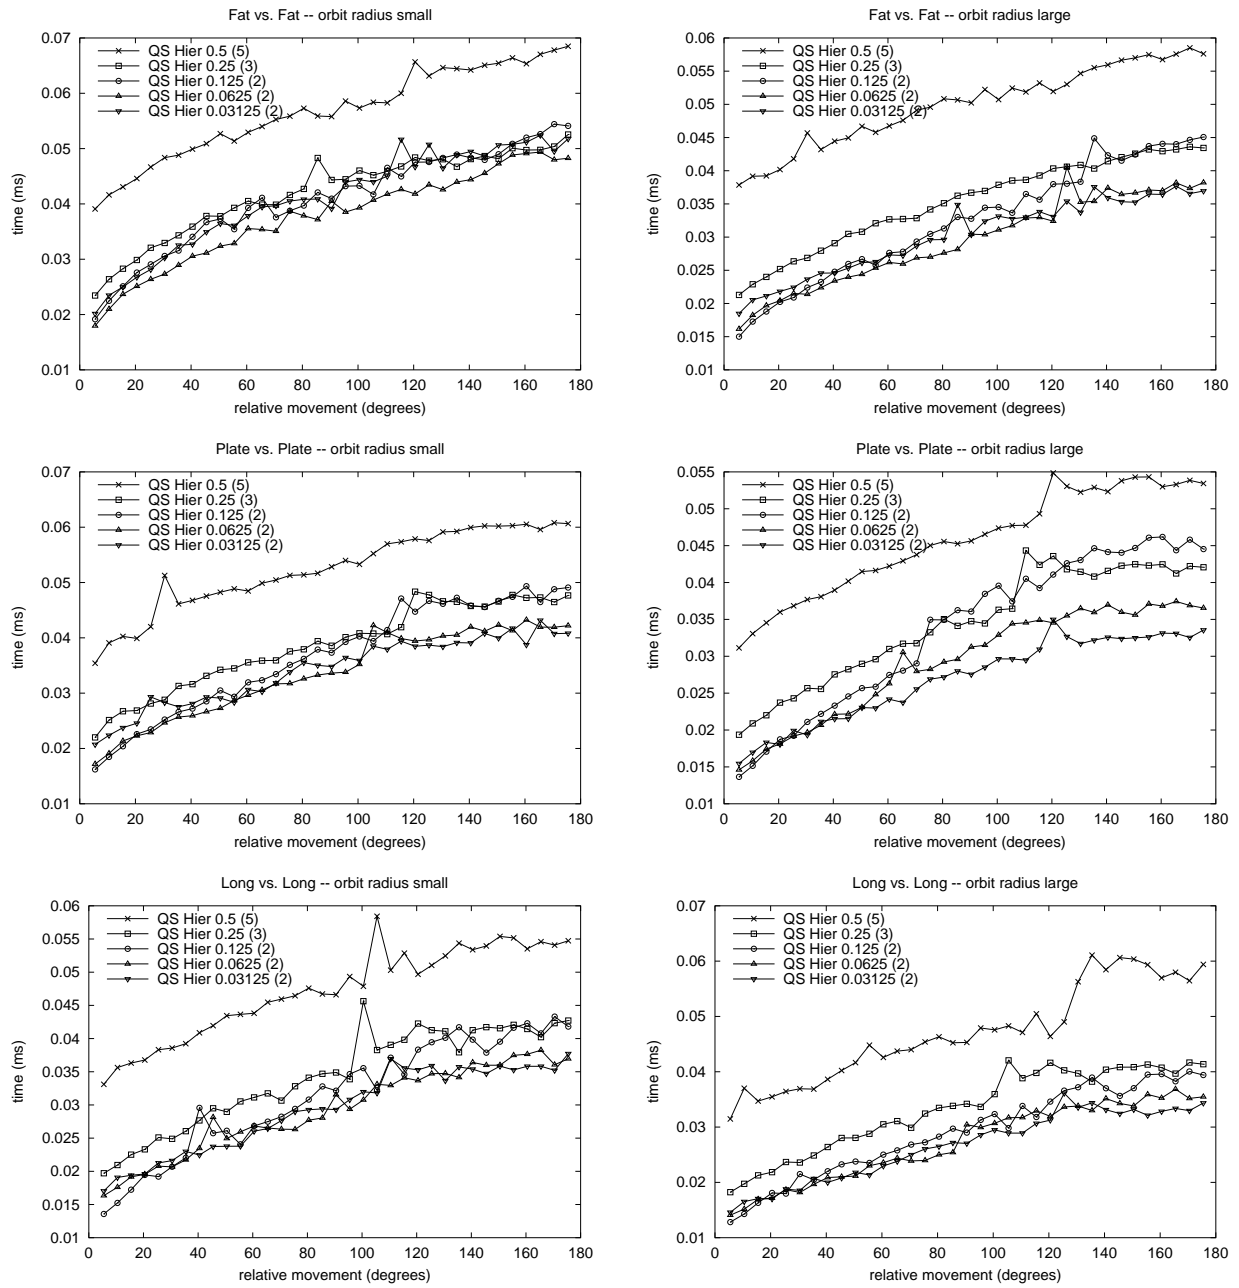 Fat vs. Fat -- orbit radius small
0.07
0.06
0.05
0.04
0.03
0.02
0.01
time (ms)
QS Hier 0.5 (5)
QS Hier 0.25 (3)
QS Hier 0.125 (2)
QS Hier 0.0625 (2)
QS Hier 0.03125 (2)
0 20 40 60 80 100 120 140 160 180
relative movement (degrees)
Fat vs. Fat -- orbit radius large
0.06
0.055
0.05
0.045
0.04
0.035
0.03
0.025
0.02
0.015
0.01
time (ms)
QS Hier 0.5 (5)
QS Hier 0.25 (3)
QS Hier 0.125 (2)
QS Hier 0.0625 (2)
QS Hier 0.03125 (2)
0 20 40 60 80 100 120 140 160 180
relative movement (degrees)
Plate vs. Plate -- orbit radius small
0.07
0.06
0.05
0.04
0.03
0.02
0.01
time (ms)
QS Hier 0.5 (5)
QS Hier 0.25 (3)
QS Hier 0.125 (2)
QS Hier 0.0625 (2)
QS Hier 0.03125 (2)
0 20 40 60 80 100 120 140 160 180
relative movement (degrees)
Plate vs. Plate -- orbit radius large
0.055
0.05
0.045
0.04
0.035
0.03
0.025
0.02
0.015
0.01
time (ms)
QS Hier 0.5 (5)
QS Hier 0.25 (3)
QS Hier 0.125 (2)
QS Hier 0.0625 (2)
QS Hier 0.03125 (2)
0 20 40 60 80 100 120 140 160 180
relative movement (degrees)
Long vs. Long -- orbit radius small
0.06
0.055
0.05
0.045
0.04
0.035
0.03
0.025
0.02
0.015
0.01
time (ms)
QS Hier 0.5 (5)
QS Hier 0.25 (3)
QS Hier 0.125 (2)
QS Hier 0.0625 (2)
QS Hier 0.03125 (2)
0 20 40 60 80 100 120 140 160 180
relative movement (degrees)
Long vs. Long -- orbit radius large
0.07
0.06
0.05
0.04
0.03
0.02
0.01
time (ms)
QS Hier 0.5 (5)
QS Hier 0.25 (3)
QS Hier 0.125 (2)
QS Hier 0.0625 (2)
QS Hier 0.03125 (2)
0 20 40 60 80 100 120 140 160 180
relative movement (degrees)